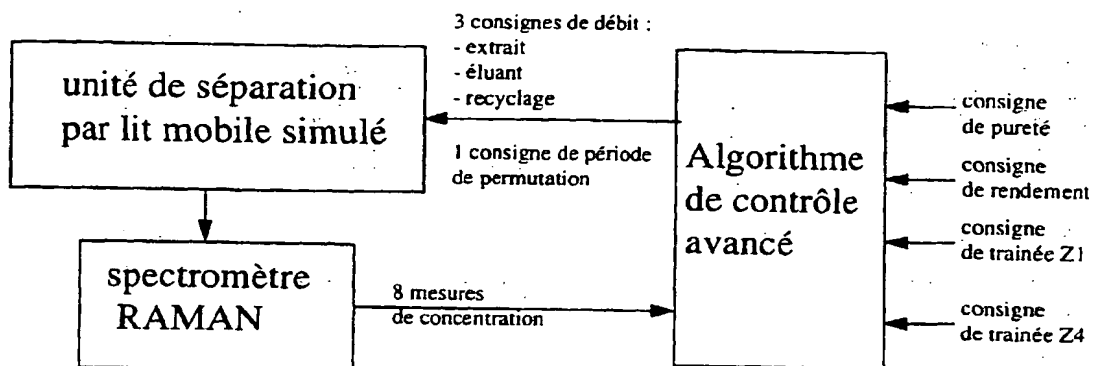 3 consignes de débit :
- extrait
- éluant
- recyclage
unité de séparation
par lit mobile simulé
1 consigne de période
de permutation
Algorithme
de contrôle
avancé
consigne
de pureté
consigne
de rendement
consigne
de trainée Z1
consigne
de trainée Z4
spectromètre
RAMAN
8 mesures
de concentration